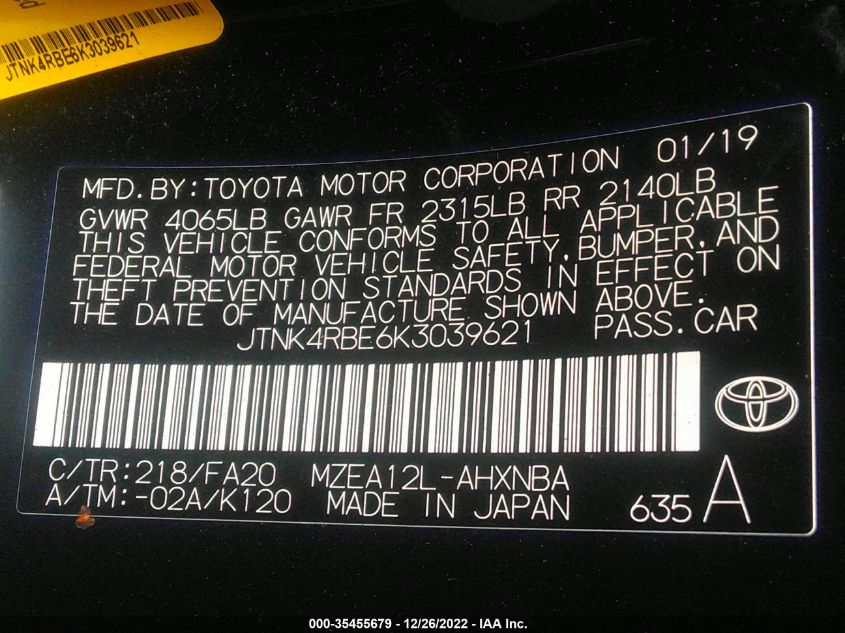 JTNK4RBE6K3039621
MFD. BY: TOYOTA MOTOR CORPORATION 01/19
GVWR 4065LB GAWR FR 2315LB RR 2140LB
THIS VEHICLE CONFORMS TO ALL APPLICABLE
FEDERAL MOTOR VEHICLE SAFETY, BUMPER, AND
THEFT PREVENTION STANDARDS IN EFFECT ON
THE DATE OF MANUFACTURE SHOWN ABOVE.
JTNK4RBE6K3039621 PASS. CAR
C/TR: 218/FA20 MZEA12L-AHXNBA
A/TM: -02A/K120 MADE IN JAPAN 635 A
000-35455679 - 12/26/2022 - IAA Inc.